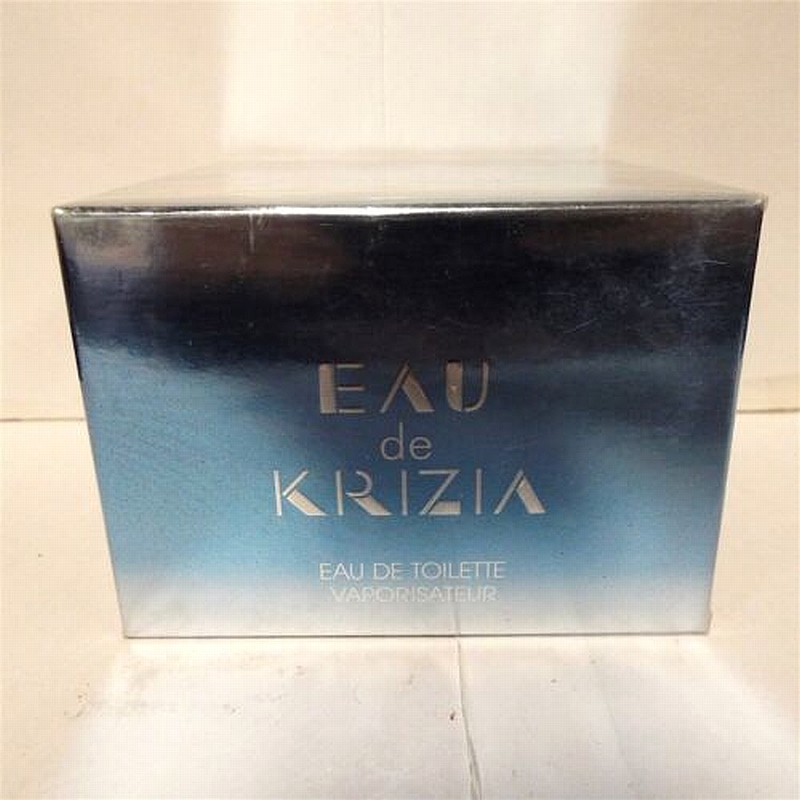 EAU
de
KRIZIA
EAU DE TOILETTE
VAPORISATEUR